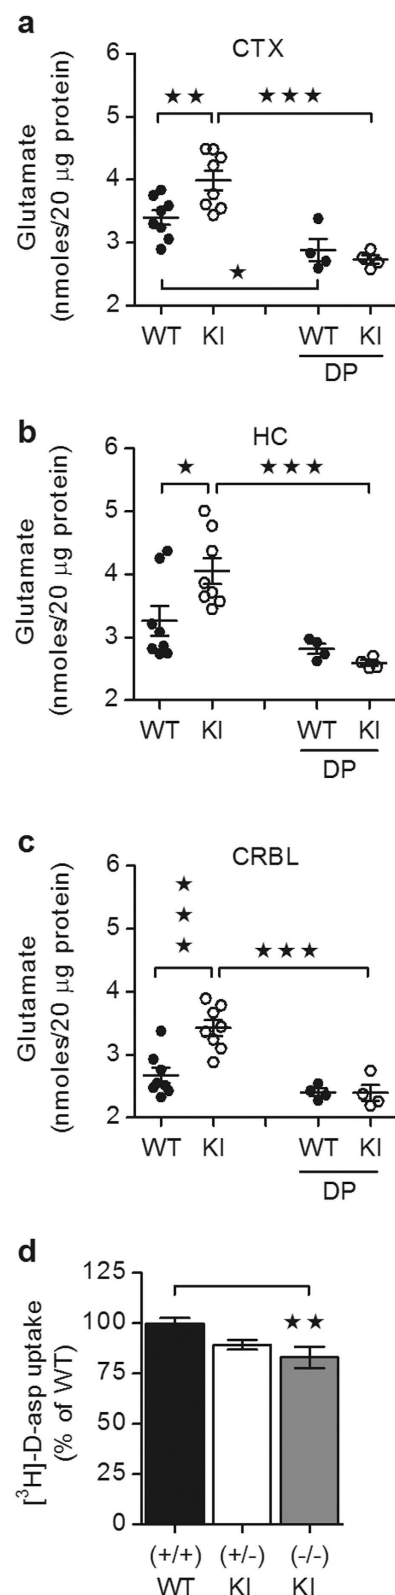 a
CTX
6
5
4
3
2
Glutamate
(nmoles/20 µg protein)
★★
★★★
★
WT KI WT KI
DP
b
HC
6
5
4
3
2
Glutamate
(nmoles/20 µg protein)
★
★★★
WT KI WT KI
DP
c
CRBL
6
5
4
3
2
Glutamate
(nmoles/20 µg protein)
★
★
★
★★★
WT KI WT KI
DP
d
125
100
75
50
25
0
[³H]-D-asp uptake
(% of WT)
★★
(+/+) (+/-) (-/-)
WT KI KI